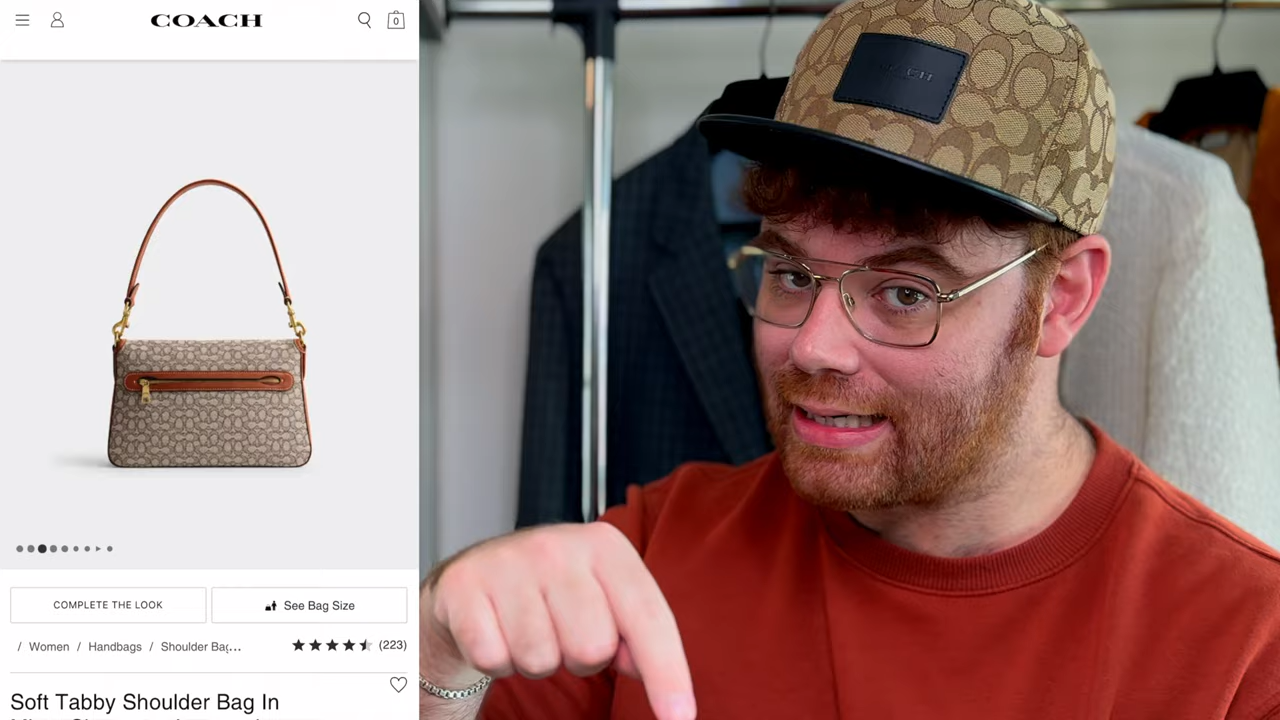 COACH
0
COMPLETE THE LOOK
See Bag Size
/ Women / Handbags / Shoulder Bag...
(223)
Soft Tabby Shoulder Bag In